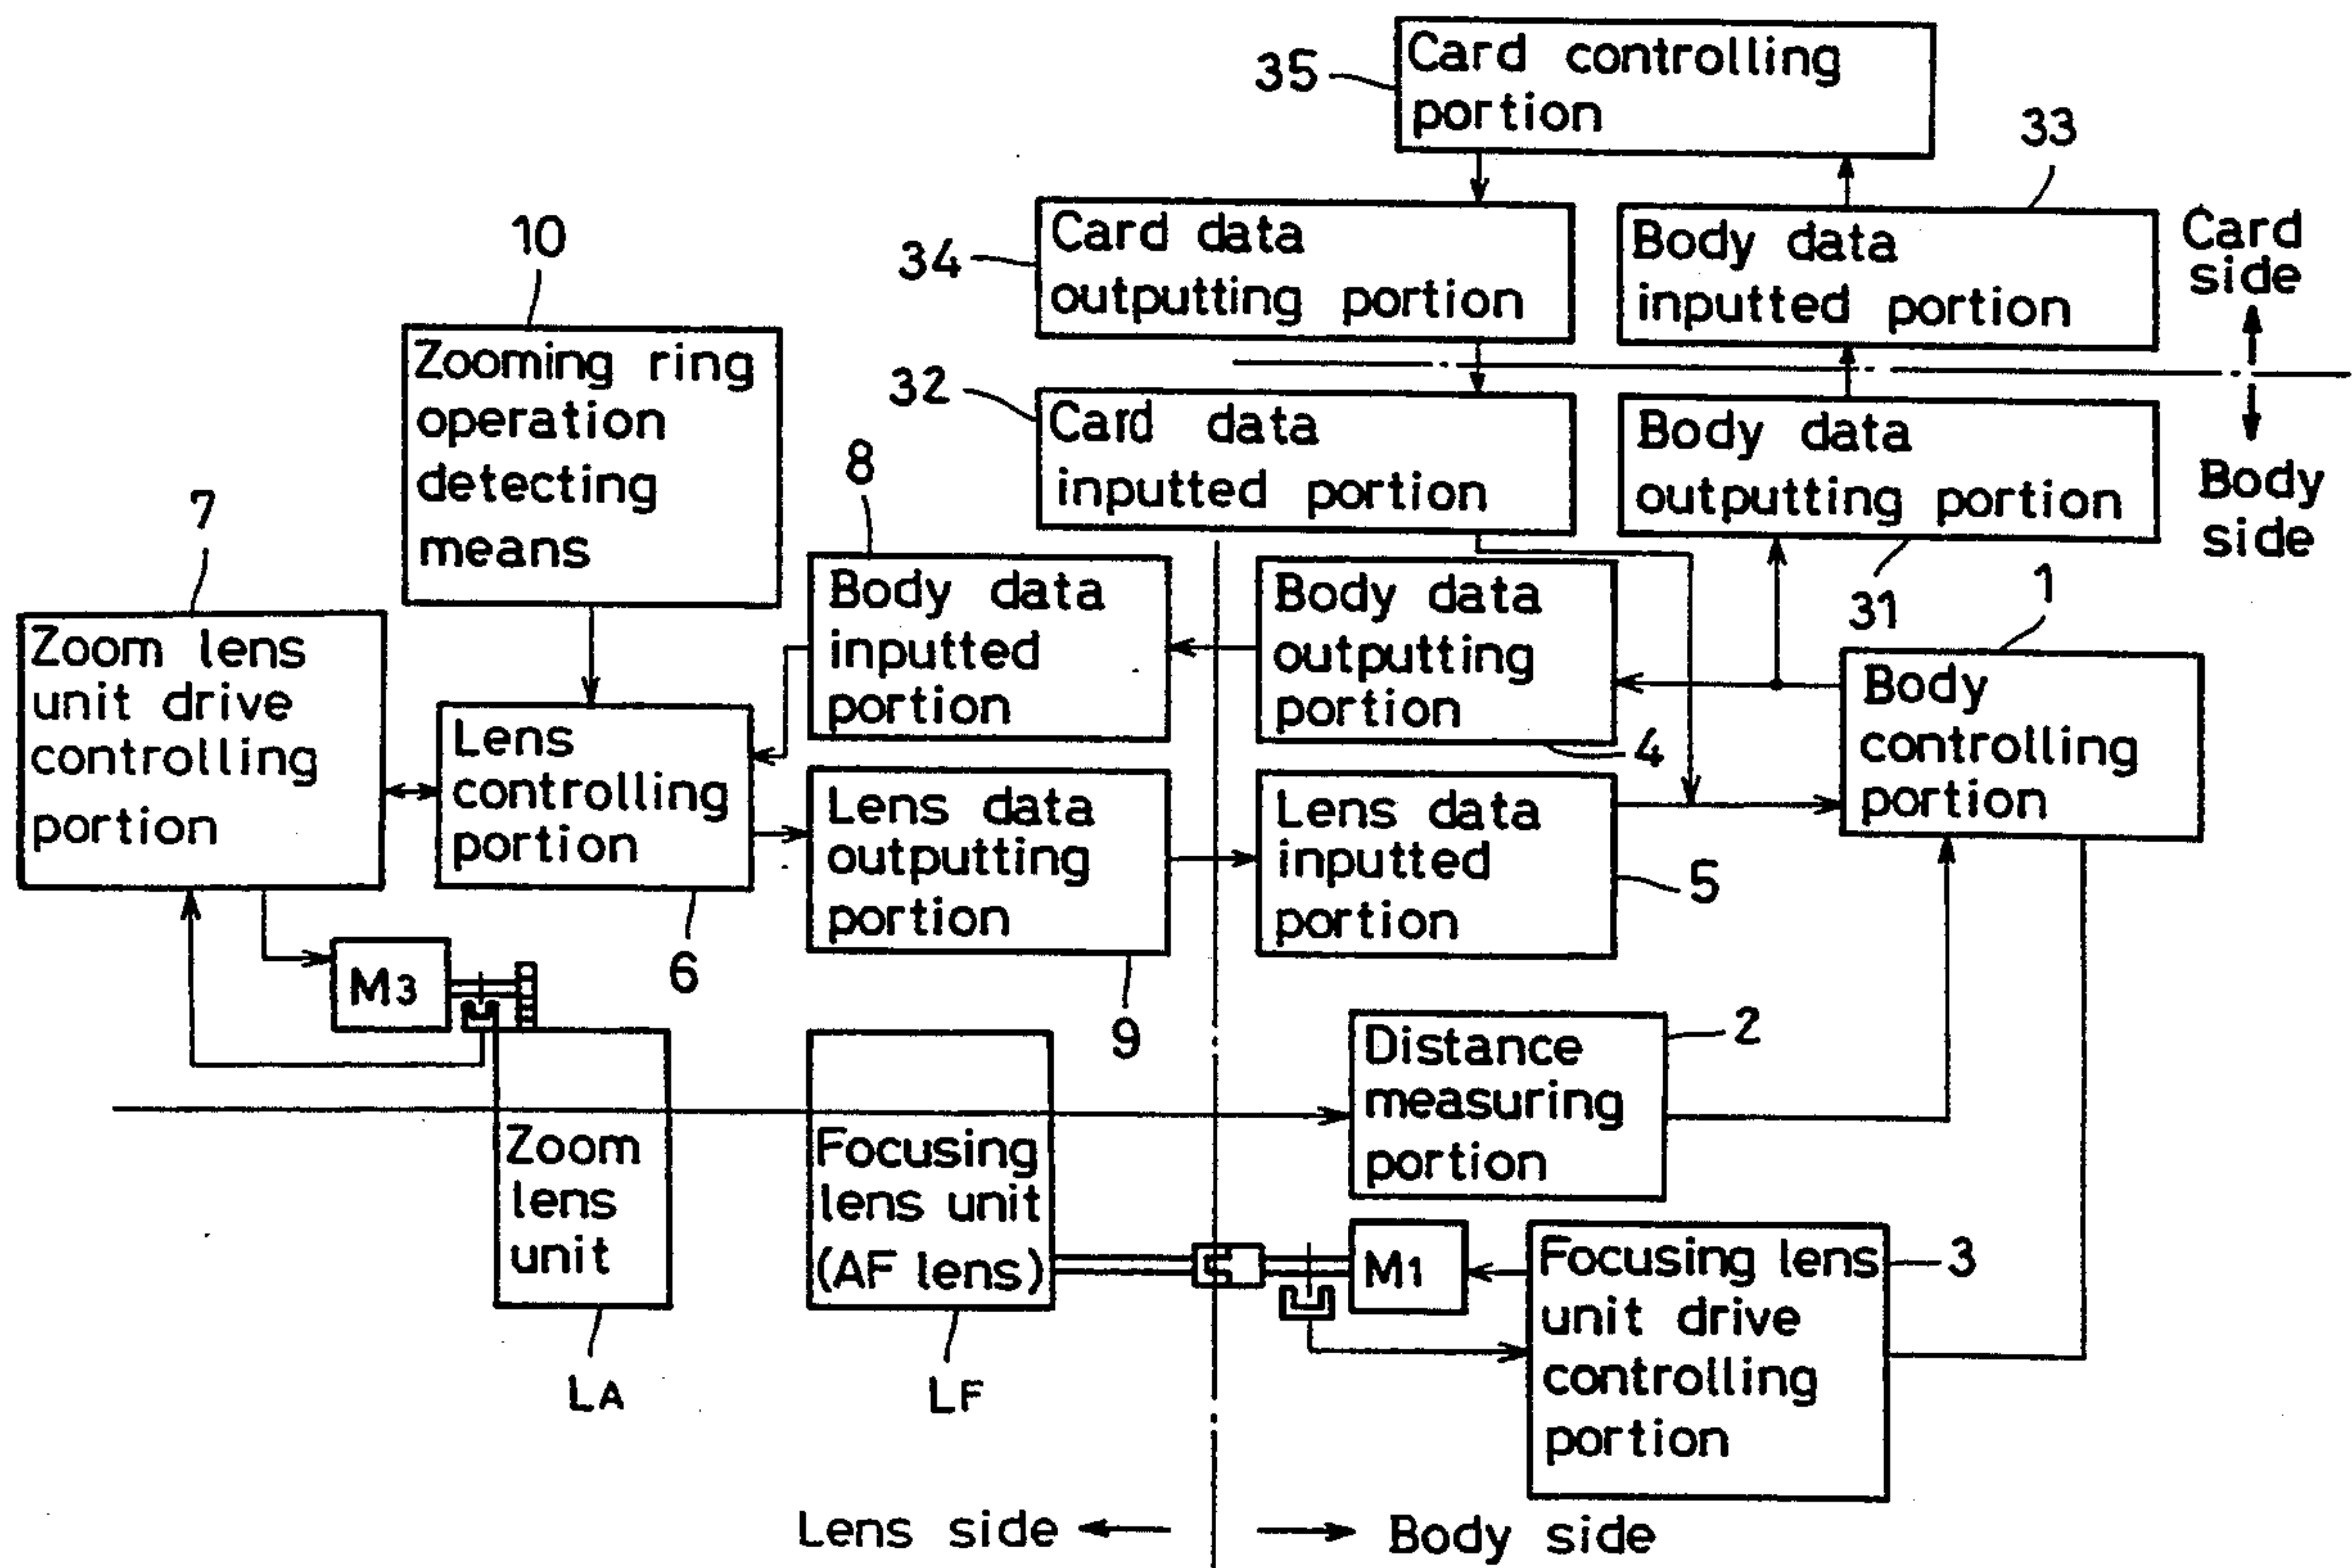 Card controlling
portion
35
33
Card data
outputting portion
34
Body data
inputted portion
Card
side
10
Zooming ring
operation
detecting
means
32
Card data
inputted portion
Body data
outputting portion
31
Body
side
8
Body data
inputted
portion
Body data
outputting
portion
4
1
Body
controlling
portion
7
Zoom lens
unit drive
controlling
portion
Lens
controlling
portion
6
Lens data
outputting
portion
9
Lens data
inputted
portion
5
M3
Distance
measuring
portion
2
Zoom
lens
unit
LA
Focusing
lens unit
(AF lens)
LF
M1
Focusing lens
unit drive
controlling
portion
3
Lens side
Body side